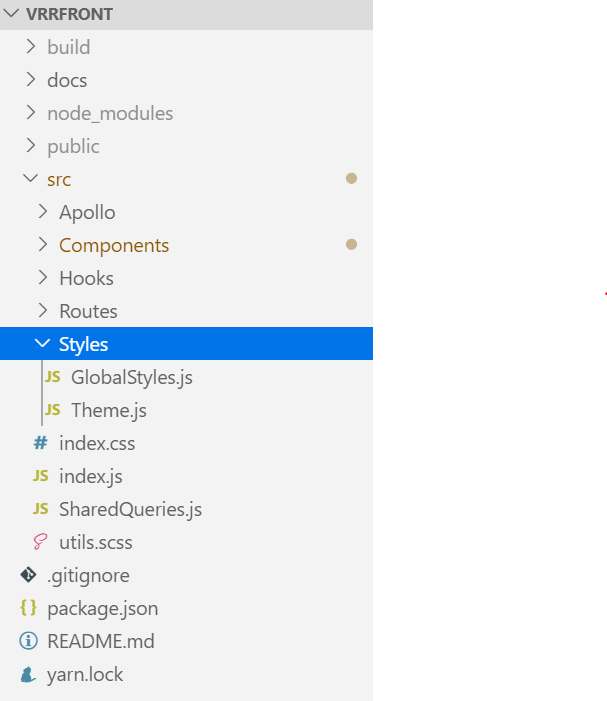 VRRFRONT
build
docs
node_modules
public
src
Apollo
Components
Hooks
Routes
Styles
JS GlobalStyles.js
JS Theme.js
# index.css
JS index.js
JS SharedQueries.js
utils.scss
.gitignore
{} package.json
README.md
yarn.lock